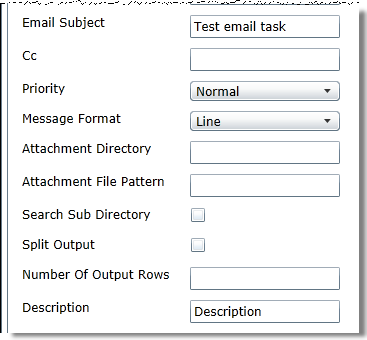 Email Subject Test email task
Cc
Priority Normal
Message Format Line
Attachment Directory
Attachment File Pattern
Search Sub Directory
Split Output
Number Of Output Rows
Description Description